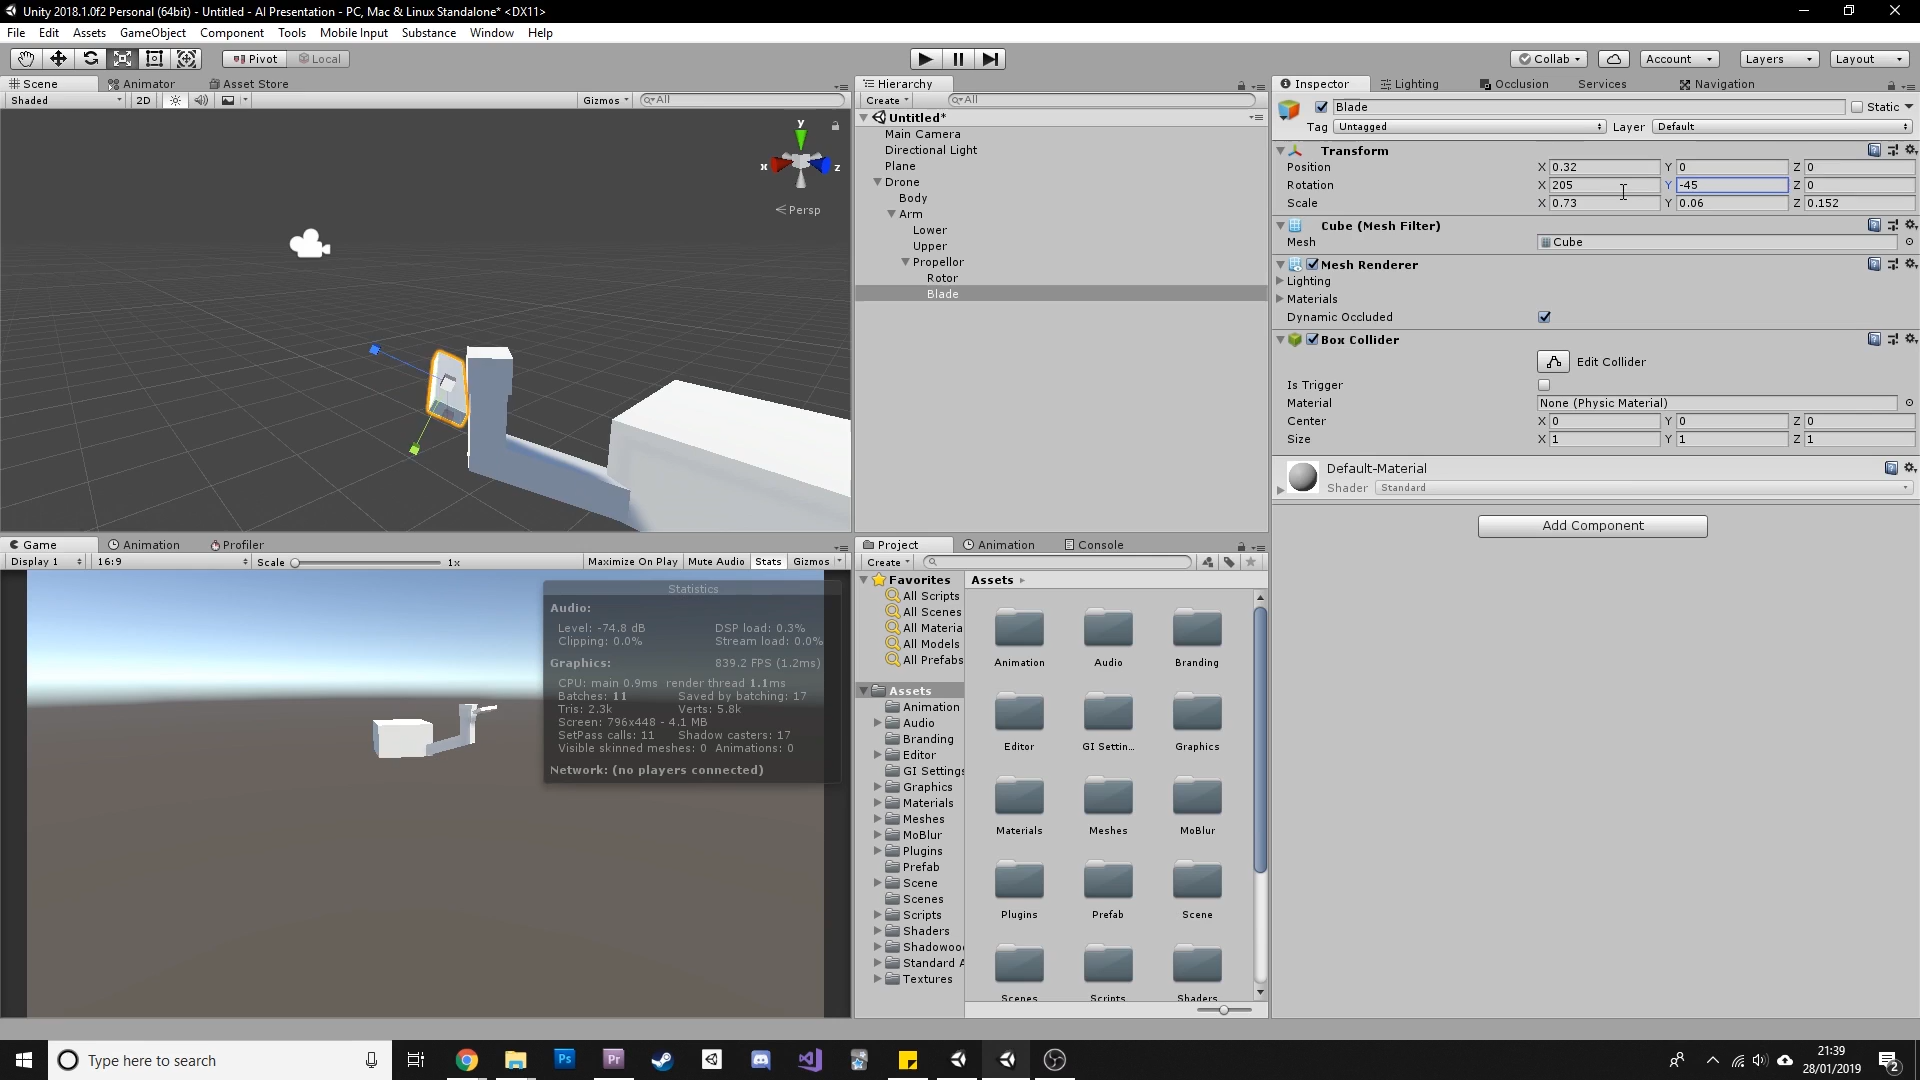 Unity 2018.1.0f2 Personal (64bit) - Untitled - AI Presentation - PC, Mac & Linux Standalone* <DX11>
File Edit Assets GameObject Component Tools Mobile Input Substance Window Help
Pivot Local Collab Account Layers Layout
Scene Animator Asset Store
Shaded 2D Gizmos All
y
x z
Persp
Hierarchy
Create All
Untitled*
Main Camera
Directional Light
Plane
Drone
Body
Arm
Lower
Upper
Propellor
Rotor
Blade
Inspector Lighting Occlusion Services Navigation
Blade Static
Tag Untagged Layer Default
Transform
Position X 0.32 Y 0 Z 0
Rotation X 205 Y -45 Z 0
Scale X 0.73 Y 0.06 Z 0.152
Cube (Mesh Filter)
Mesh Cube
Mesh Renderer
Lighting
Materials
Dynamic Occluded
Box Collider
Edit Collider
Is Trigger
Material None (Physic Material)
Center X 0 Y 0 Z 0
Size X 1 Y 1 Z 1
Default-Material
Shader Standard
Add Component
Game Animation Profiler
Display 1 16:9 Scale 1x Maximize On Play Mute Audio Stats Gizmos
Statistics
Audio:
Level: -74.8 dB DSP load: 0.3%
Clipping: 0.0% Stream load: 0.0%
Graphics: 839.2 FPS (1.2ms)
CPU: main 0.9ms render thread 1.1ms
Batches: 11 Saved by batching: 17
Tris: 2.3k Verts: 5.8k
Screen: 796x448 - 4.1 MB
SetPass calls: 11 Shadow casters: 17
Visible skinned meshes: 0 Animations: 0
Network: (no players connected)
Project Animation Console
Create
Favorites
All Scripts
All Scenes
All Materia
All Models
All Prefabs
Assets
Animation
Audio
Branding
Editor
GI Settings
Graphics
Materials
Meshes
MoBlur
Plugins
Prefab
Scene
Scenes
Scripts
Shaders
Shadowoo
Standard A
Textures
Assets
Animation Audio Branding
Editor GI Settin... Graphics
Materials Meshes MoBlur
Plugins Prefab Scene
Scenes Scripts Shaders
Type here to search
Ps Pr
21:39
28/01/2019
2